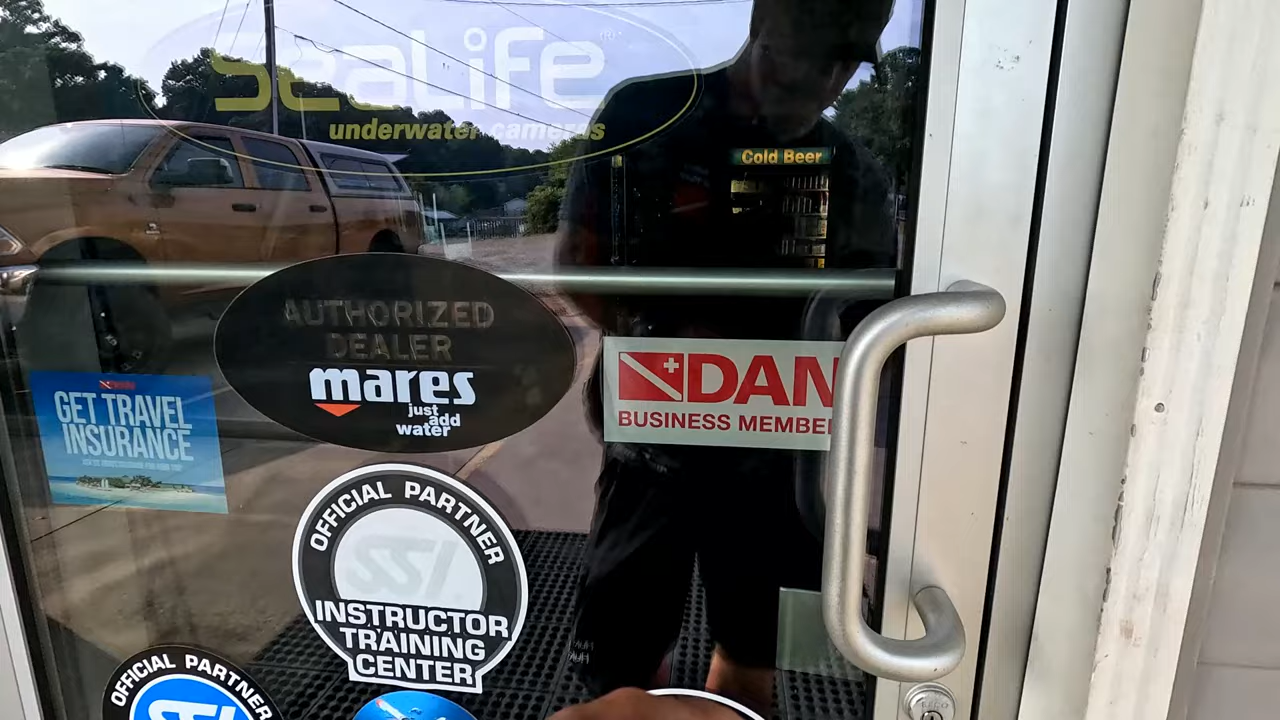 sealife
underwater cameras
Cold Beer
AUTHORIZED
DEALER
mares
just
add
water
DAN
BUSINESS MEMBER
GET TRAVEL
INSURANCE
OFFICIAL PARTNER
SSI
INSTRUCTOR
TRAINING
CENTER
OFFICIAL PARTNER
SSI